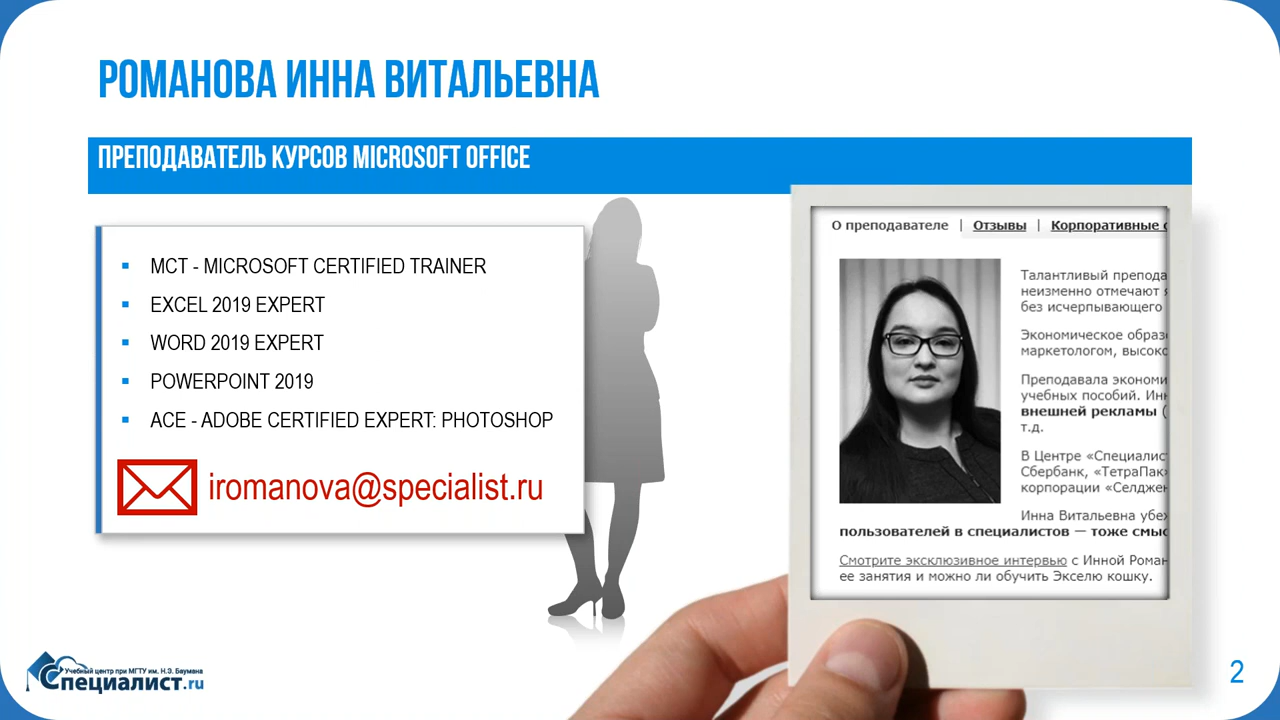 РОМАНОВА ИННА ВИТАЛЬЕВНА
ПРЕПОДАВАТЕЛЬ КУРСОВ MICROSOFT OFFICE
MCT - MICROSOFT CERTIFIED TRAINER
EXCEL 2019 EXPERT
WORD 2019 EXPERT
POWERPOINT 2019
ACE - ADOBE CERTIFIED EXPERT: PHOTOSHOP
iromanova@specialist.ru
О преподавателе | Отзывы | Корпоративные
Талантливый препода
неизменно отмечают
без исчерпывающего
Экономическое образ
маркетологом, высоко
Преподавала экономи
учебных пособий. Ин
внешней рекламы (
т.д.
В Центре «Специалист
Сбербанк, «ТетраПак»
корпорации «Селджен
Инна Витальевна убеж
пользователей в специалистов — тоже смыс
Смотрите эксклюзивное интервью с Инной Роман
ее занятия и можно ли обучить Экселю кошку.
Учебный центр при МГТУ им. Н.Э. Баумана
Специалист.ru
2